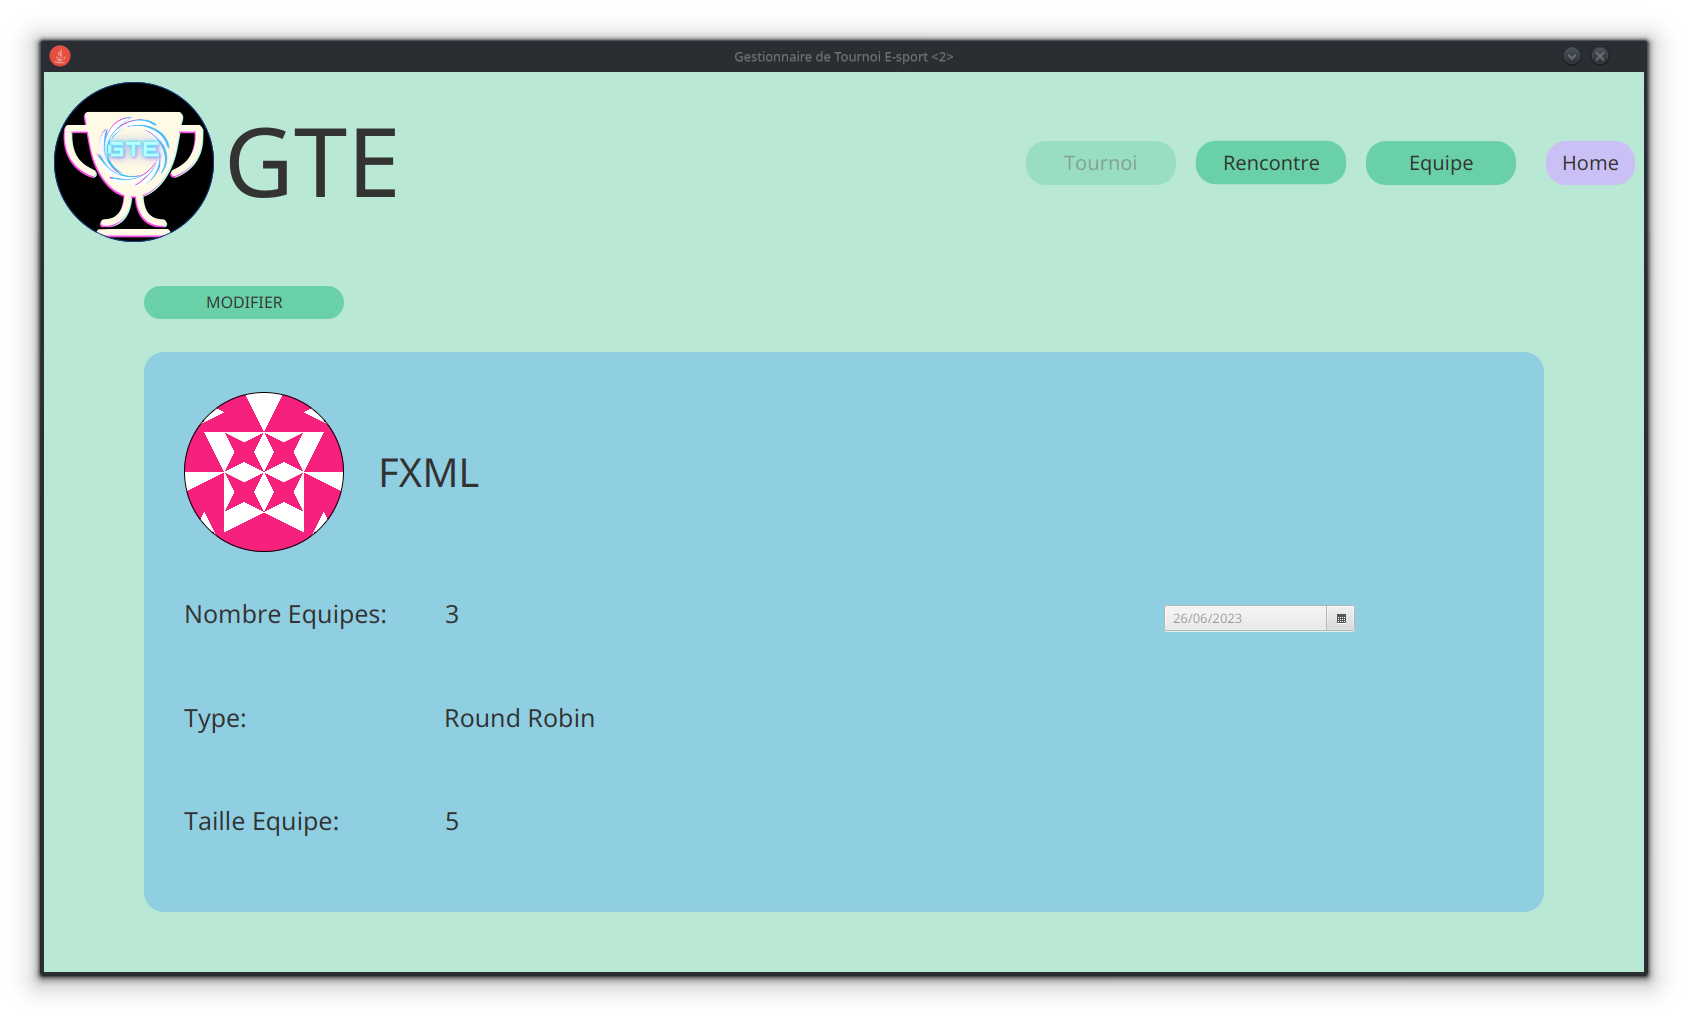 Gestionnaire de Tournoi E-sport <2>
GTE
GTE
Tournoi
Rencontre
Equipe
Home
MODIFIER
FXML
Nombre Equipes: 3
26/06/2023
Type: Round Robin
Taille Equipe: 5